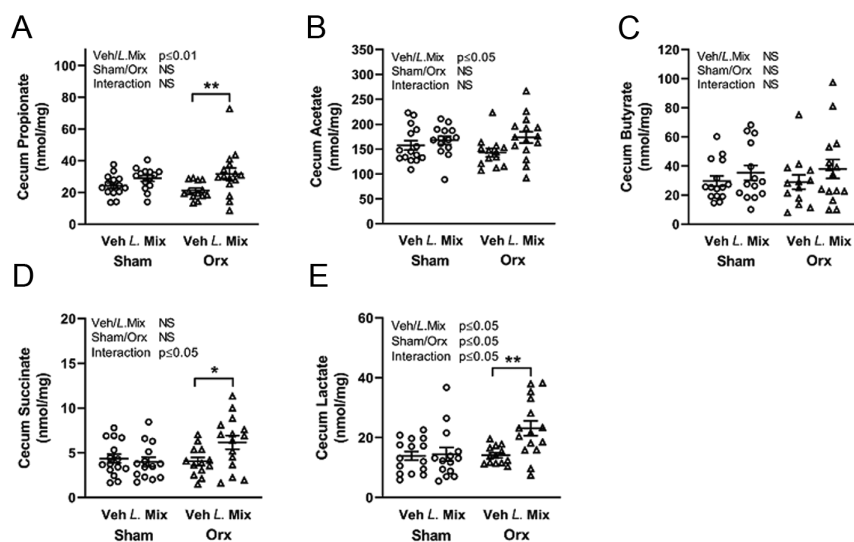 A
Cecum Propionate
(nmol/mg)
100
80
60
40
20
0
Veh/L.Mix p≤0.01
Sham/Orx NS
Interaction NS
**
Veh L. Mix Veh L. Mix
Sham Orx
B
Cecum Acetate
(nmol/mg)
350
300
250
200
150
100
50
0
Veh/L.Mix p≤0.05
Sham/Orx NS
Interaction NS
Veh L. Mix Veh L. Mix
Sham Orx
C
Cecum Butyrate
(nmol/mg)
120
100
80
60
40
20
0
Veh/L.Mix NS
Sham/Orx NS
Interaction NS
Veh L. Mix Veh L. Mix
Sham Orx
D
Cecum Succinate
(nmol/mg)
20
15
10
5
0
Veh/L.Mix NS
Sham/Orx NS
Interaction p≤0.05
*
Veh L. Mix Veh L. Mix
Sham Orx
E
Cecum Lactate
(nmol/mg)
60
40
20
0
Veh/L.Mix p≤0.05
Sham/Orx p≤0.05
Interaction p≤0.05
**
Veh L. Mix Veh L. Mix
Sham Orx